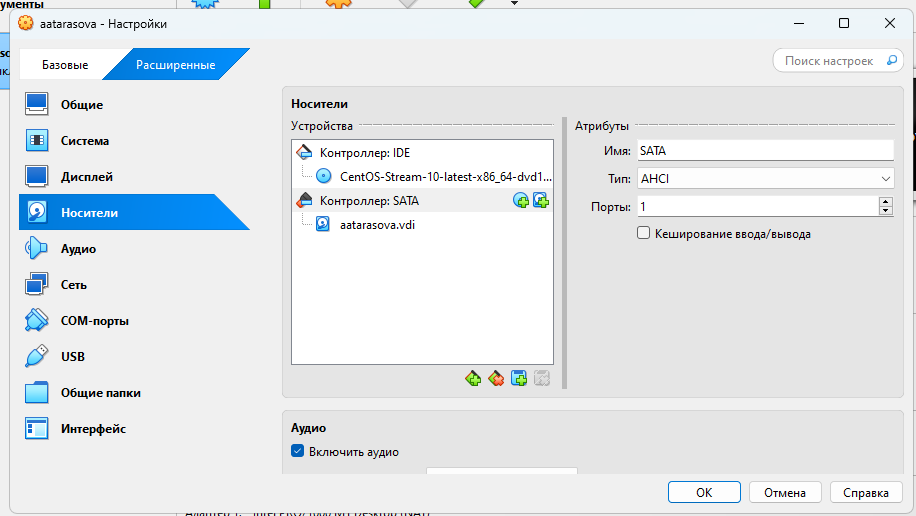 ументы
aatarasova - Настройки
Базовые
Расширенные
Поиск настроек
Общие
Система
Дисплей
Носители
Аудио
Сеть
COM-порты
USB
Общие папки
Интерфейс
Носители
Устройства
Контроллер: IDE
CentOS-Stream-10-latest-x86_64-dvd1...
Контроллер: SATA
aatarasova.vdi
Атрибуты
Имя: SATA
Тип: AHCI
Порты: 1
Кеширование ввода/вывода
Аудио
Включить аудио
OK
Отмена
Справка